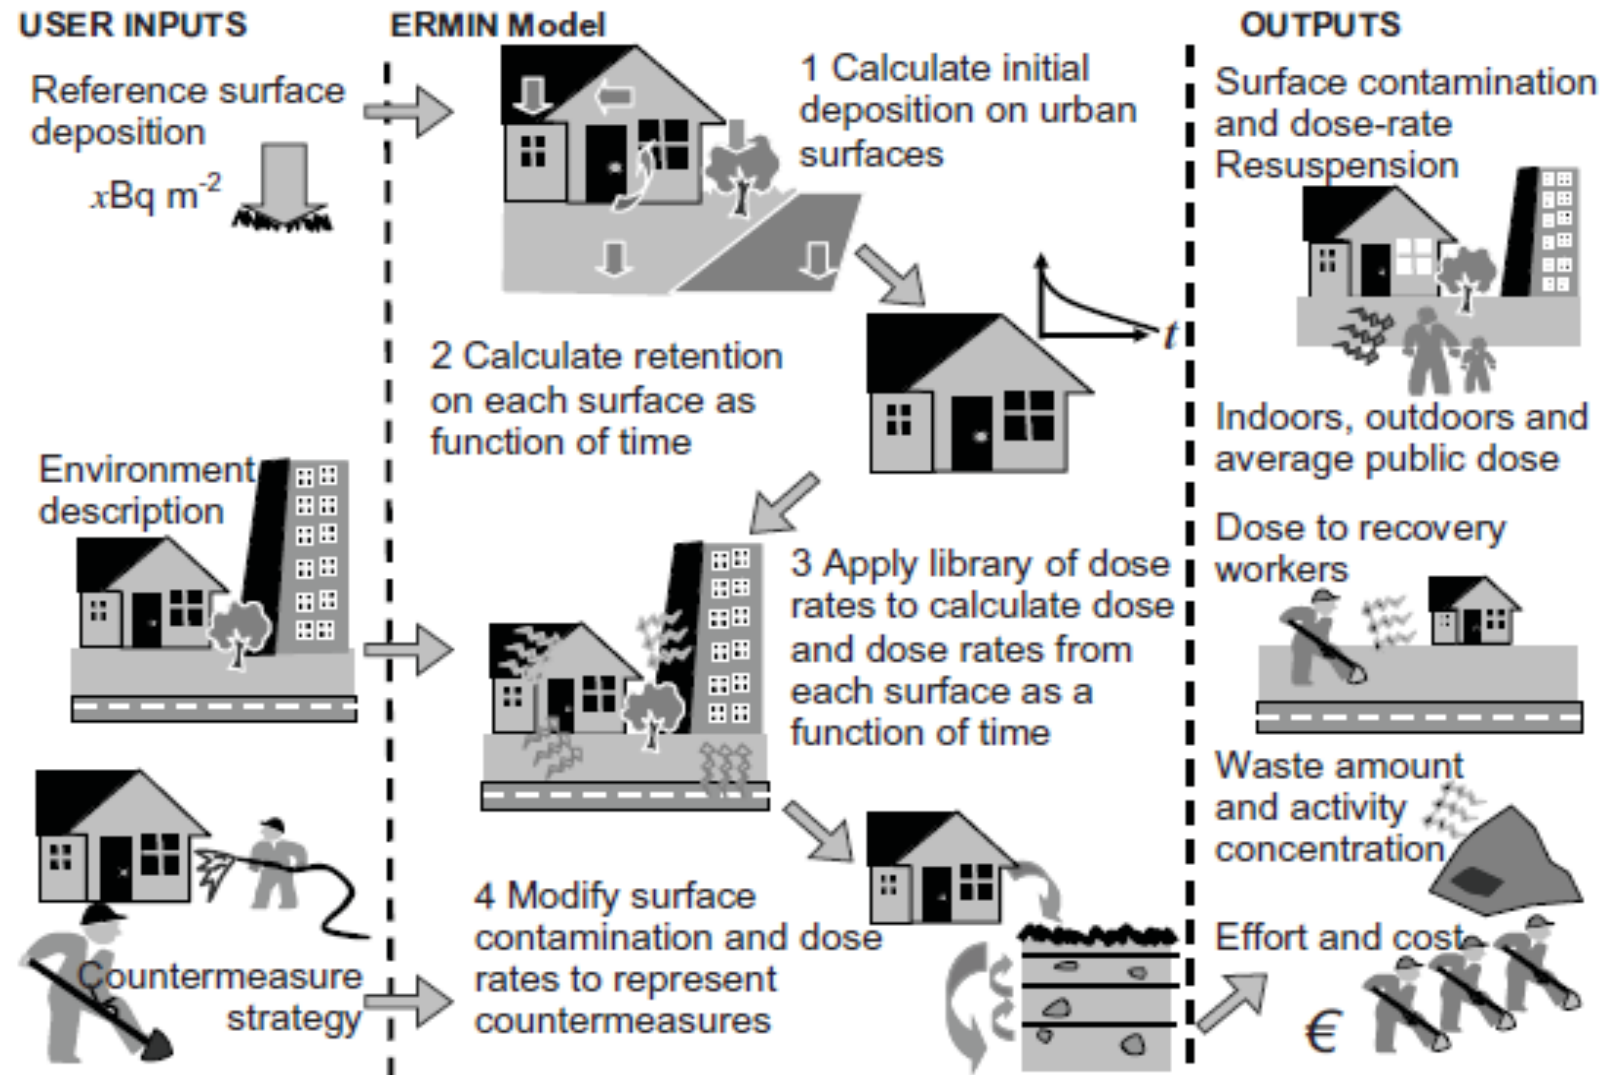 USER INPUTS
Reference surface
deposition
xBq m-2
Environment
description
Countermeasure
strategy
ERMIN Model
1 Calculate initial
deposition on urban
surfaces
t
2 Calculate retention
on each surface as
function of time
3 Apply library of dose
rates to calculate dose
and dose rates from
each surface as a
function of time
4 Modify surface
contamination and dose
rates to represent
countermeasures
OUTPUTS
Surface contamination
and dose-rate
Resuspension
Indoors, outdoors and
average public dose
Dose to recovery
workers
Waste amount
and activity
concentration
Effort and cost
€